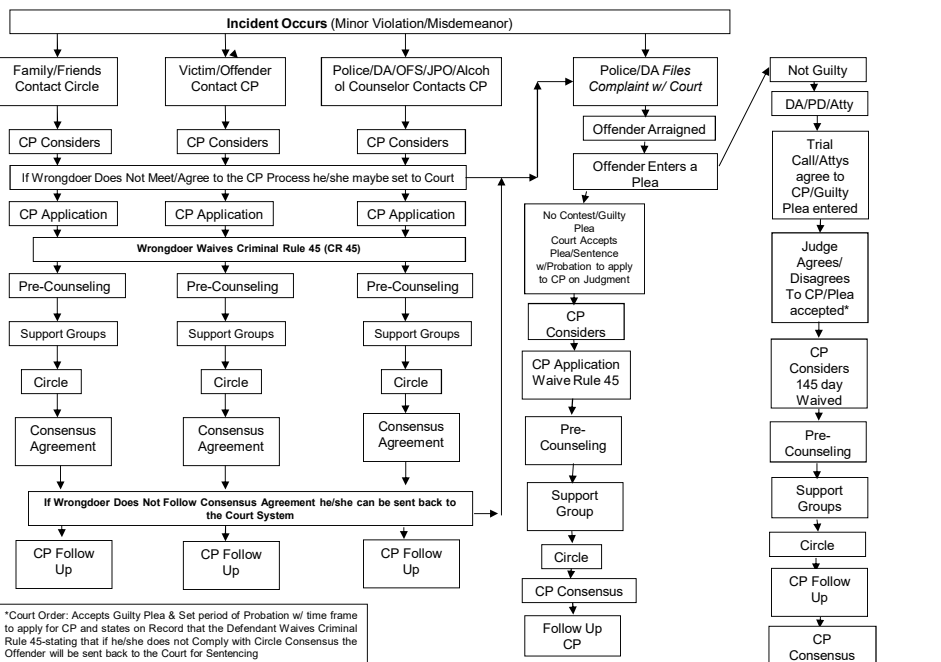 Incident Occurs (Minor Violation/Misdemeanor)
Family/Friends
Contact Circle
Victim/Offender
Contact CP
Police/DA/OFS/JPO/Alcoh
ol Counselor Contacts CP
Police/DA Files
Complaint w/ Court
Not Guilty
DA/PD/Atty
CP Considers
CP Considers
CP Considers
Offender Arraigned
If Wrongdoer Does Not Meet/Agree to the CP Process he/she maybe set to Court
Offender Enters a
Plea
Trial
Call/Attys
agree to
CP/Guilty
Plea entered
CP Application
CP Application
CP Application
Wrongdoer Waives Criminal Rule 45 (CR 45)
No Contest/Guilty
Plea
Court Accepts
Plea/Sentence
w/Probation to apply
to CP on Judgment
Judge
Agrees/
Disagrees
To CP/Plea
accepted*
Pre-Counseling
Pre-Counseling
Pre-Counseling
Support Groups
Support Groups
Support Groups
CP
Considers
CP
Considers
145 day
Waived
Circle
Circle
Circle
CP Application
Waive Rule 45
Consensus
Agreement
Consensus
Agreement
Consensus
Agreement
Pre-
Counseling
Pre-
Counseling
If Wrongdoer Does Not Follow Consensus Agreement he/she can be sent back to
the Court System
Support
Group
Support
Groups
CP Follow
Up
CP Follow
Up
CP Follow
Up
Circle
Circle
CP Consensus
CP Follow
Up
Follow Up
CP
CP
Consensus
*Court Order: Accepts Guilty Plea & Set period of Probation w/ time frame
to apply for CP and states on Record that the Defendant Waives Criminal
Rule 45-stating that if he/she does not Comply with Circle Consensus the
Offender will be sent back to the Court for Sentencing